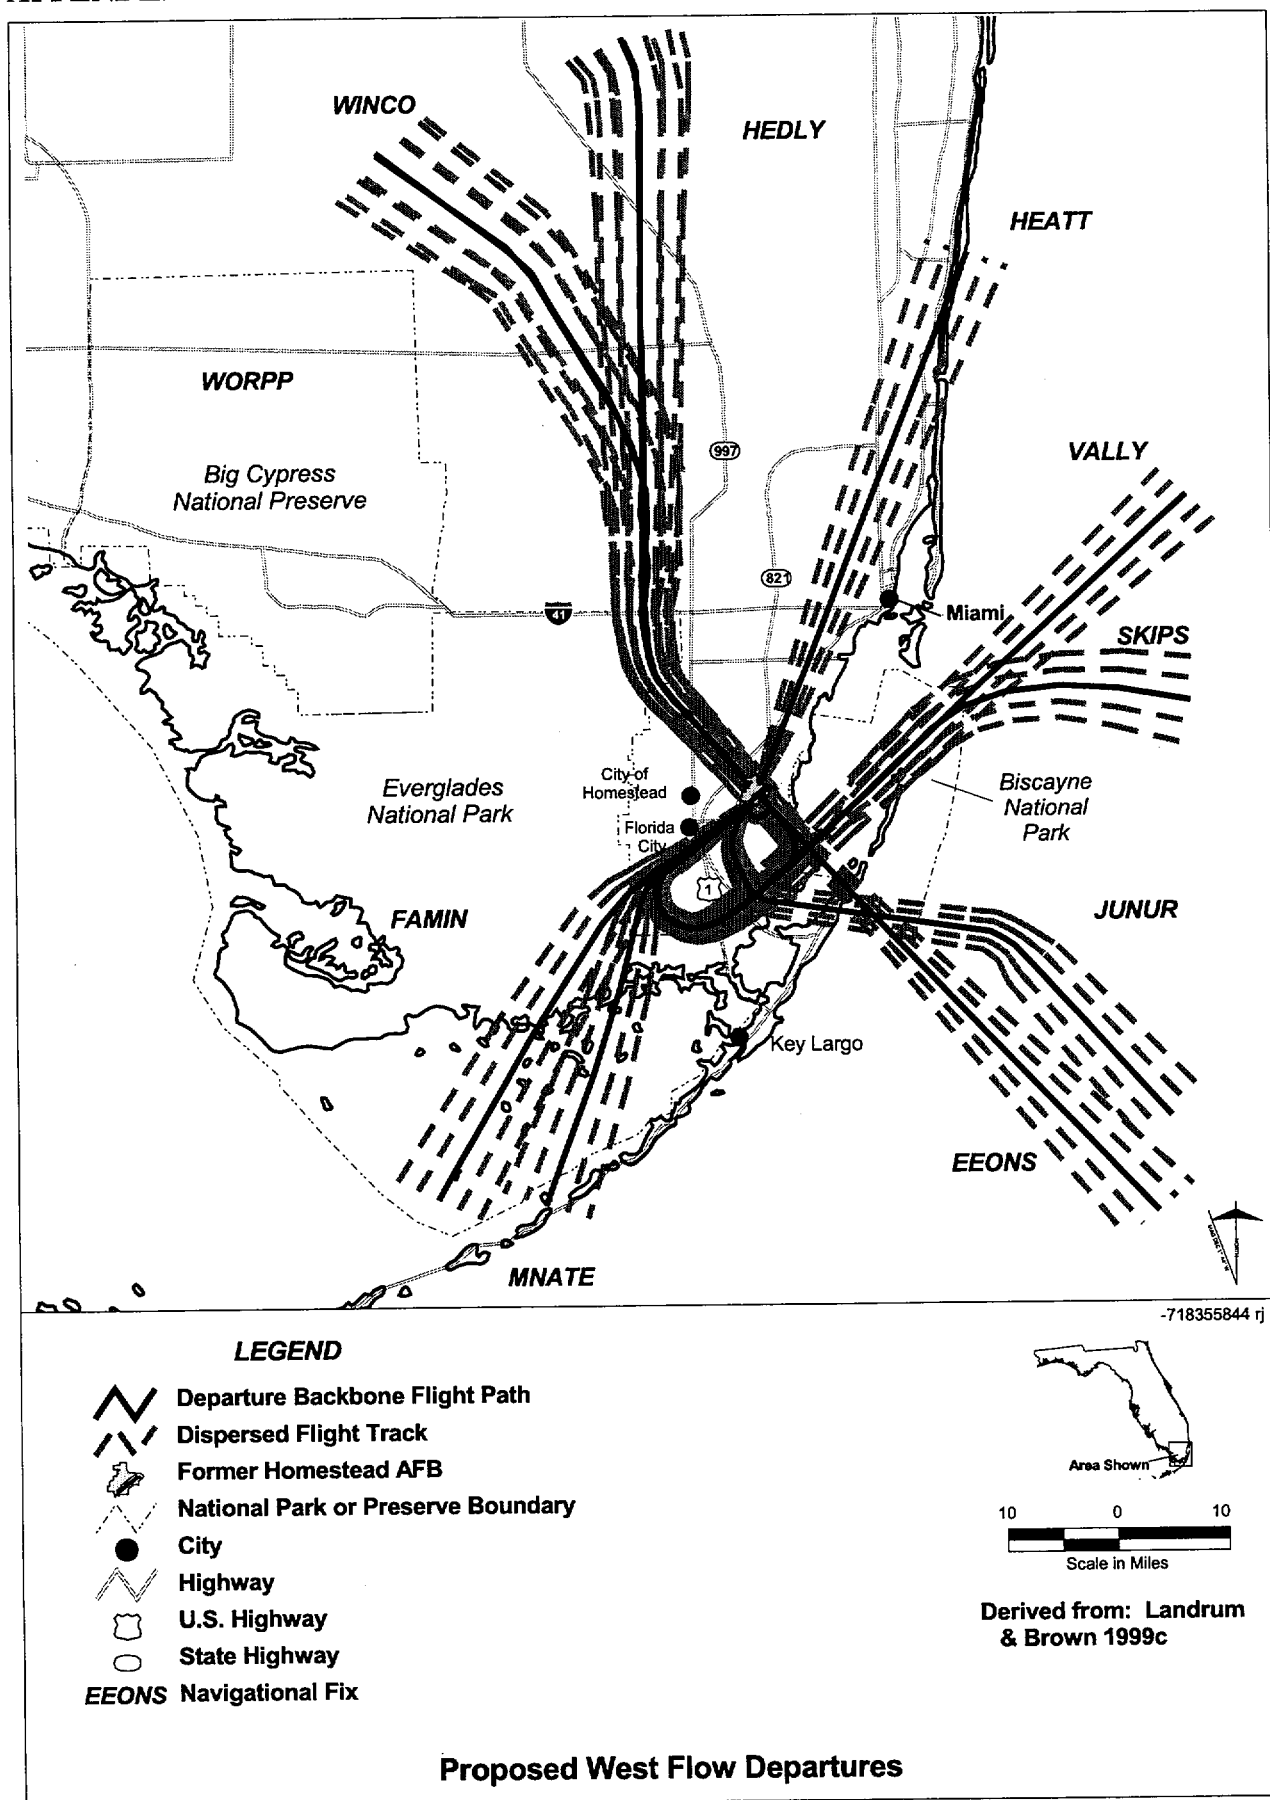 WINCO
HEDLY
HEATT
WORPP
Big Cypress
National Preserve
997
VALLY
821
41
Miami
SKIPS
City of
Homestead
Everglades
National Park
Biscayne
National
Park
Florida
City
1
FAMIN
JUNUR
Key Largo
EEONS
MNATE
-718355844 rj
LEGEND
Departure Backbone Flight Path
Dispersed Flight Track
Former Homestead AFB
National Park or Preserve Boundary
City
Highway
U.S. Highway
State Highway
EEONS Navigational Fix
Area Shown
10 0 10
Scale in Miles
Derived from: Landrum
& Brown 1999c
Proposed West Flow Departures